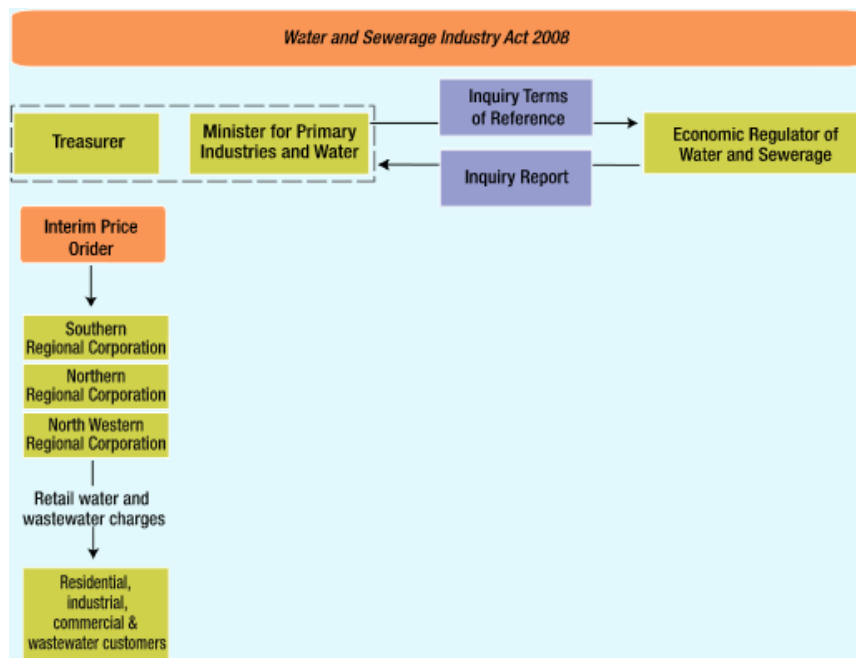 Water and Sewerage Industry Act 2008
Inquiry Terms
of Reference
Treasurer
Minister for Primary
Industries and Water
Economic Regulator of
Water and Sewerage
Inquiry Report
Interim Price
Orider
Southern
Regional Corporation
Northern
Regional Corporation
North Western
Regional Corporation
Retail water and
wastewater charges
Residential,
industrial,
commercial &
wastewater customers